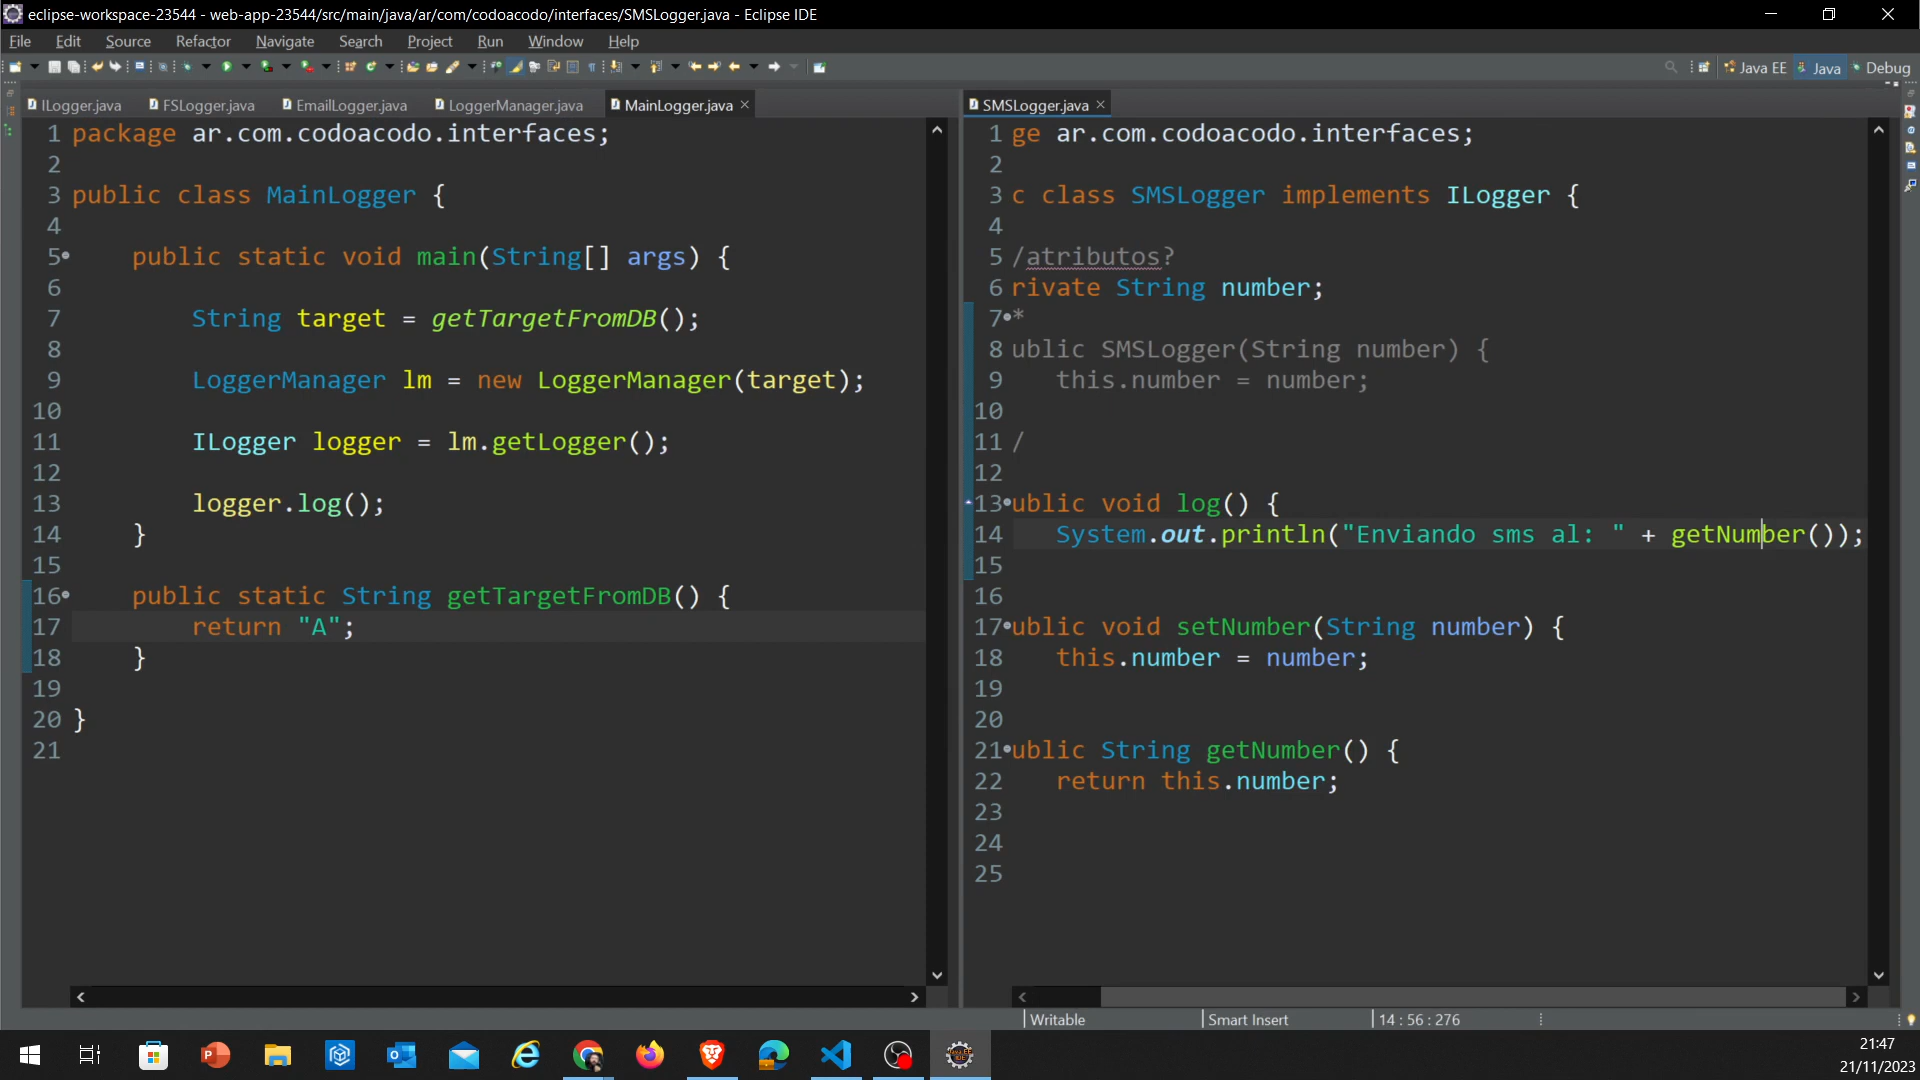 eclipse-workspace-23544 - web-app-23544/src/main/java/ar/com/codoacodo/interfaces/SMSLogger.java - Eclipse IDE
File Edit Source Refactor Navigate Search Project Run Window Help
Java EE Java Debug
ILogger.java FSLogger.java EmailLogger.java LoggerManager.java MainLogger.java
1 package ar.com.codoacodo.interfaces;
2
3 public class MainLogger {
4
5 public static void main(String[] args) {
6
7 String target = getTargetFromDB();
8
9 LoggerManager lm = new LoggerManager(target);
10
11 ILogger logger = lm.getLogger();
12
13 logger.log();
14 }
15
16 public static String getTargetFromDB() {
17 return "A";
18 }
19
20 }
21
SMSLogger.java
1 ge ar.com.codoacodo.interfaces;
2
3 c class SMSLogger implements ILogger {
4
5 /atributos?
6 rivate String number;
7 *
8 ublic SMSLogger(String number) {
9 this.number = number;
10
11 /
12
13 ublic void log() {
14 System.out.println("Enviando sms al: " + getNumber());
15
16
17 ublic void setNumber(String number) {
18 this.number = number;
19
20
21 ublic String getNumber() {
22 return this.number;
23
24
25
Writable Smart Insert 14 : 56 : 276
21:47
21/11/2023